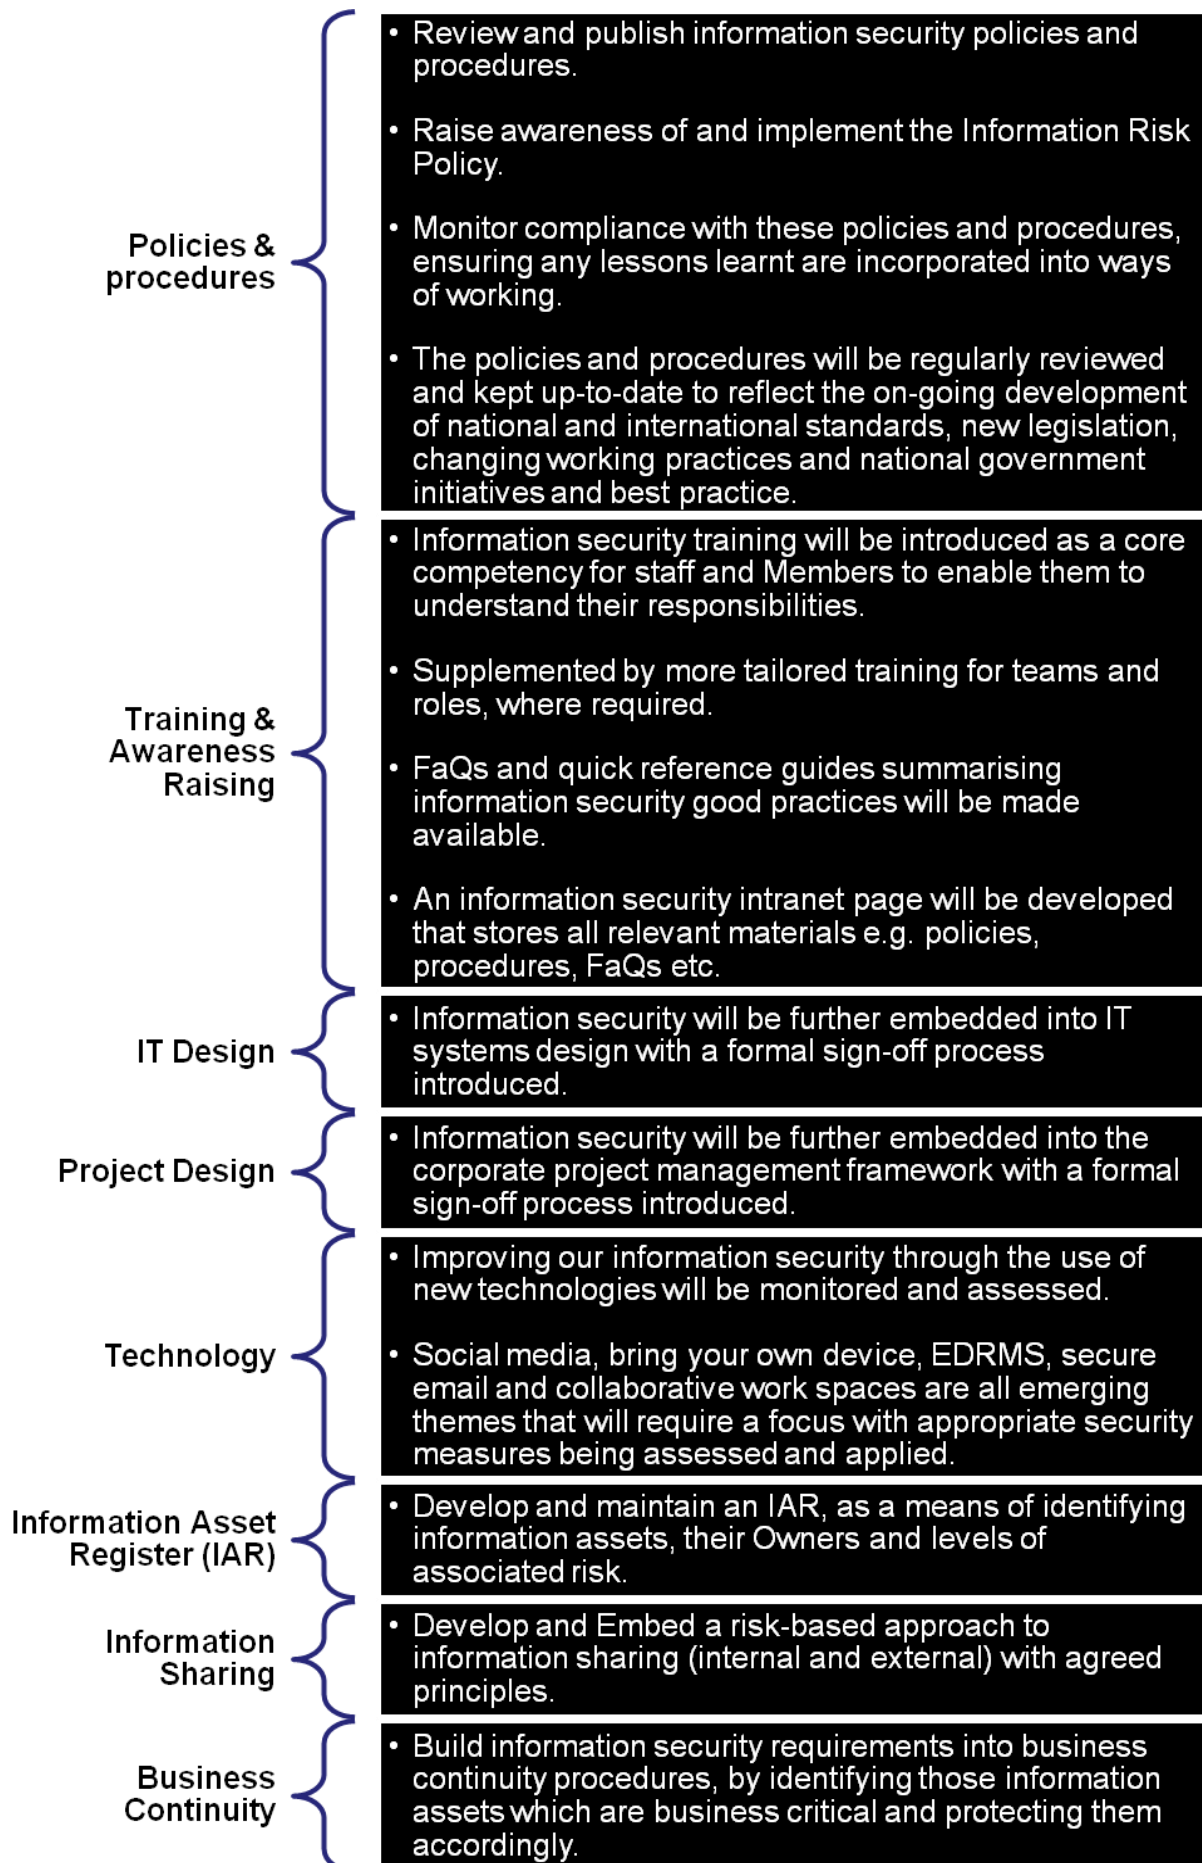 Policies &
procedures
• Review and publish information security policies and
procedures.
• Raise awareness of and implement the Information Risk
Policy.
• Monitor compliance with these policies and procedures,
ensuring any lessons learnt are incorporated into ways
of working.
• The policies and procedures will be regularly reviewed
and kept up-to-date to reflect the on-going development
of national and international standards, new legislation,
changing working practices and national government
initiatives and best practice.
Training &
Awareness
Raising
• Information security training will be introduced as a core
competency for staff and Members to enable them to
understand their responsibilities.
• Supplemented by more tailored training for teams and
roles, where required.
• FaQs and quick reference guides summarising
information security good practices will be made
available.
• An information security intranet page will be developed
that stores all relevant materials e.g. policies,
procedures, FaQs etc.
IT Design
• Information security will be further embedded into IT
systems design with a formal sign-off process
introduced.
Project Design
• Information security will be further embedded into the
corporate project management framework with a formal
sign-off process introduced.
Technology
• Improving our information security through the use of
new technologies will be monitored and assessed.
• Social media, bring your own device, EDRMS, secure
email and collaborative work spaces are all emerging
themes that will require a focus with appropriate security
measures being assessed and applied.
Information Asset
Register (IAR)
• Develop and maintain an IAR, as a means of identifying
information assets, their Owners and levels of
associated risk.
Information
Sharing
• Develop and Embed a risk-based approach to
information sharing (internal and external) with agreed
principles.
Business
Continuity
• Build information security requirements into business
continuity procedures, by identifying those information
assets which are business critical and protecting them
accordingly.